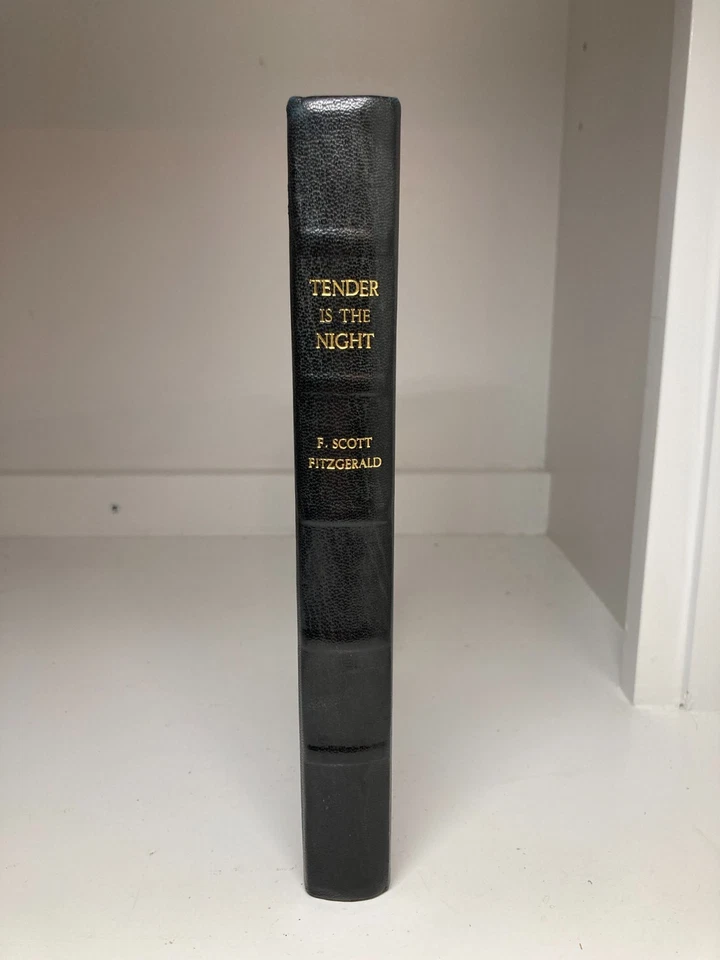 TENDER
IS THE
NIGHT
F. SCOTT
FITZGERALD